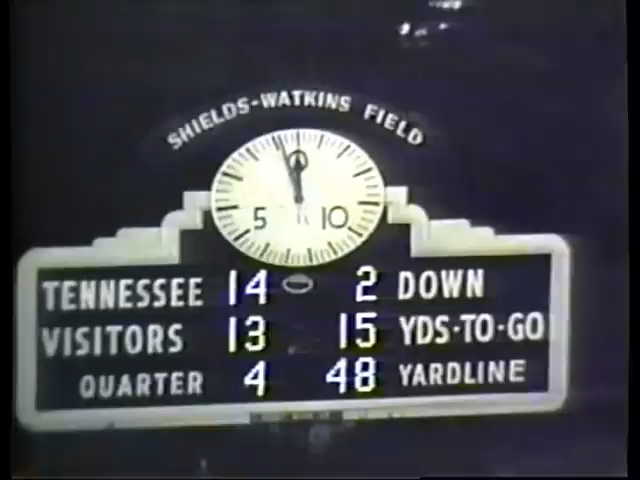 SHIELDS-WATKINS FIELD
0
5 10
TENNESSEE 14 2 DOWN
VISITORS 13 15 YDS-TO-GO
QUARTER 4 48 YARDLINE